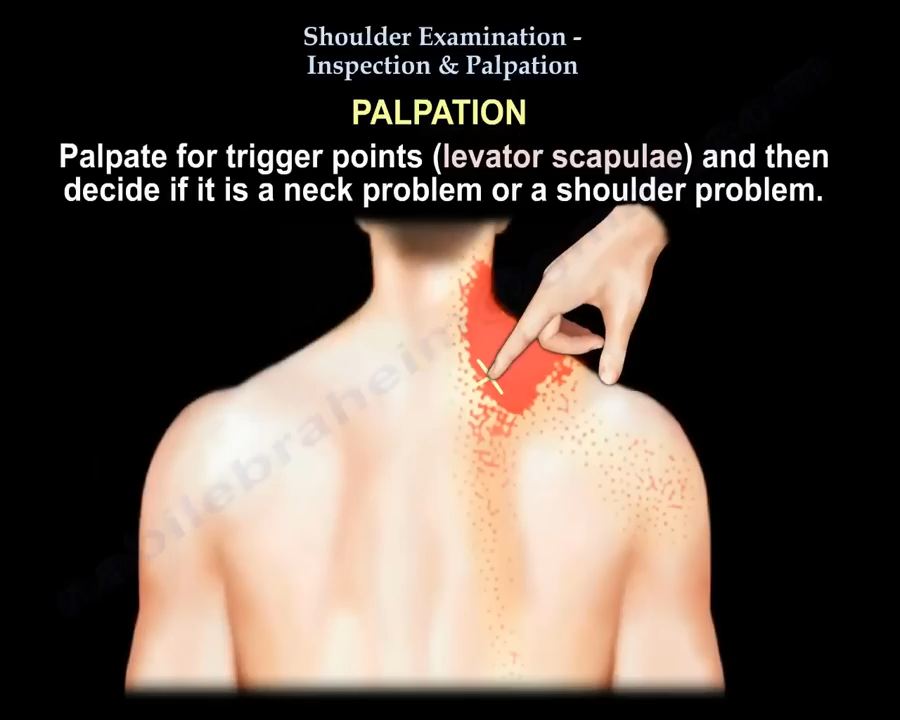 Shoulder Examination -
Inspection & Palpation
PALPATION
Palpate for trigger points (levator scapulae) and then
decide if it is a neck problem or a shoulder problem.